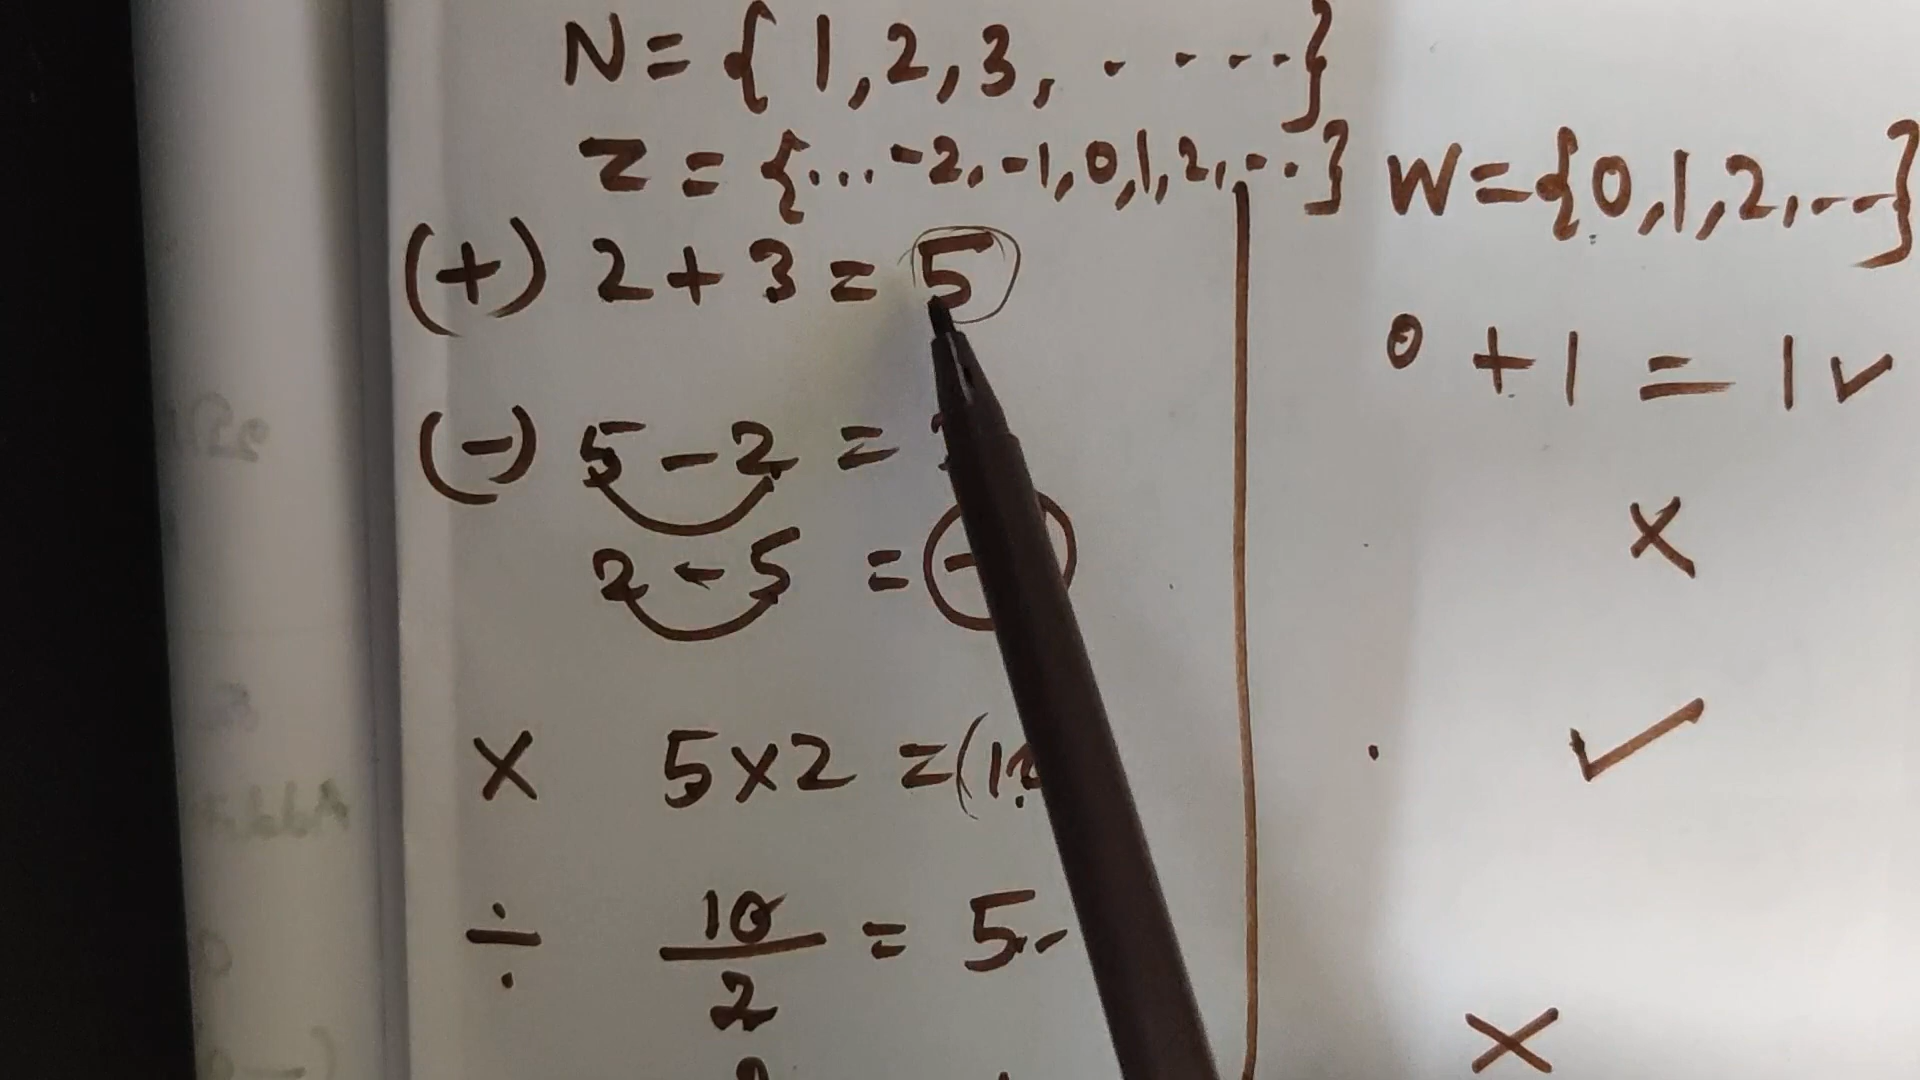 N = { 1, 2, 3, . . . . . }
Z = { ... -2, -1, 0, 1, 2, ... }
(+) 2 + 3 = 5
(-) 5 - 2 =
2 - 5 = -
× 5 × 2 = (1
÷ 10/2 = 5
W = {0, 1, 2, ...}
0 + 1 = 1 ✓
×
✓
×